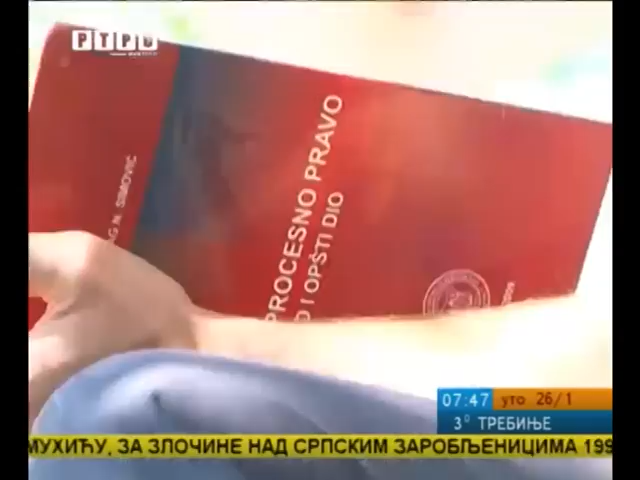 РТРС
N. SIMOVIĆ
PROCESNO PRAVO
I OPŠTI DIO
07:47 уто 26/1
3° ТРЕБИЊЕ
МУХИЋУ, ЗА ЗЛОЧИНЕ НАД СРПСКИМ ЗАРОБЉЕНИЦИМА 199